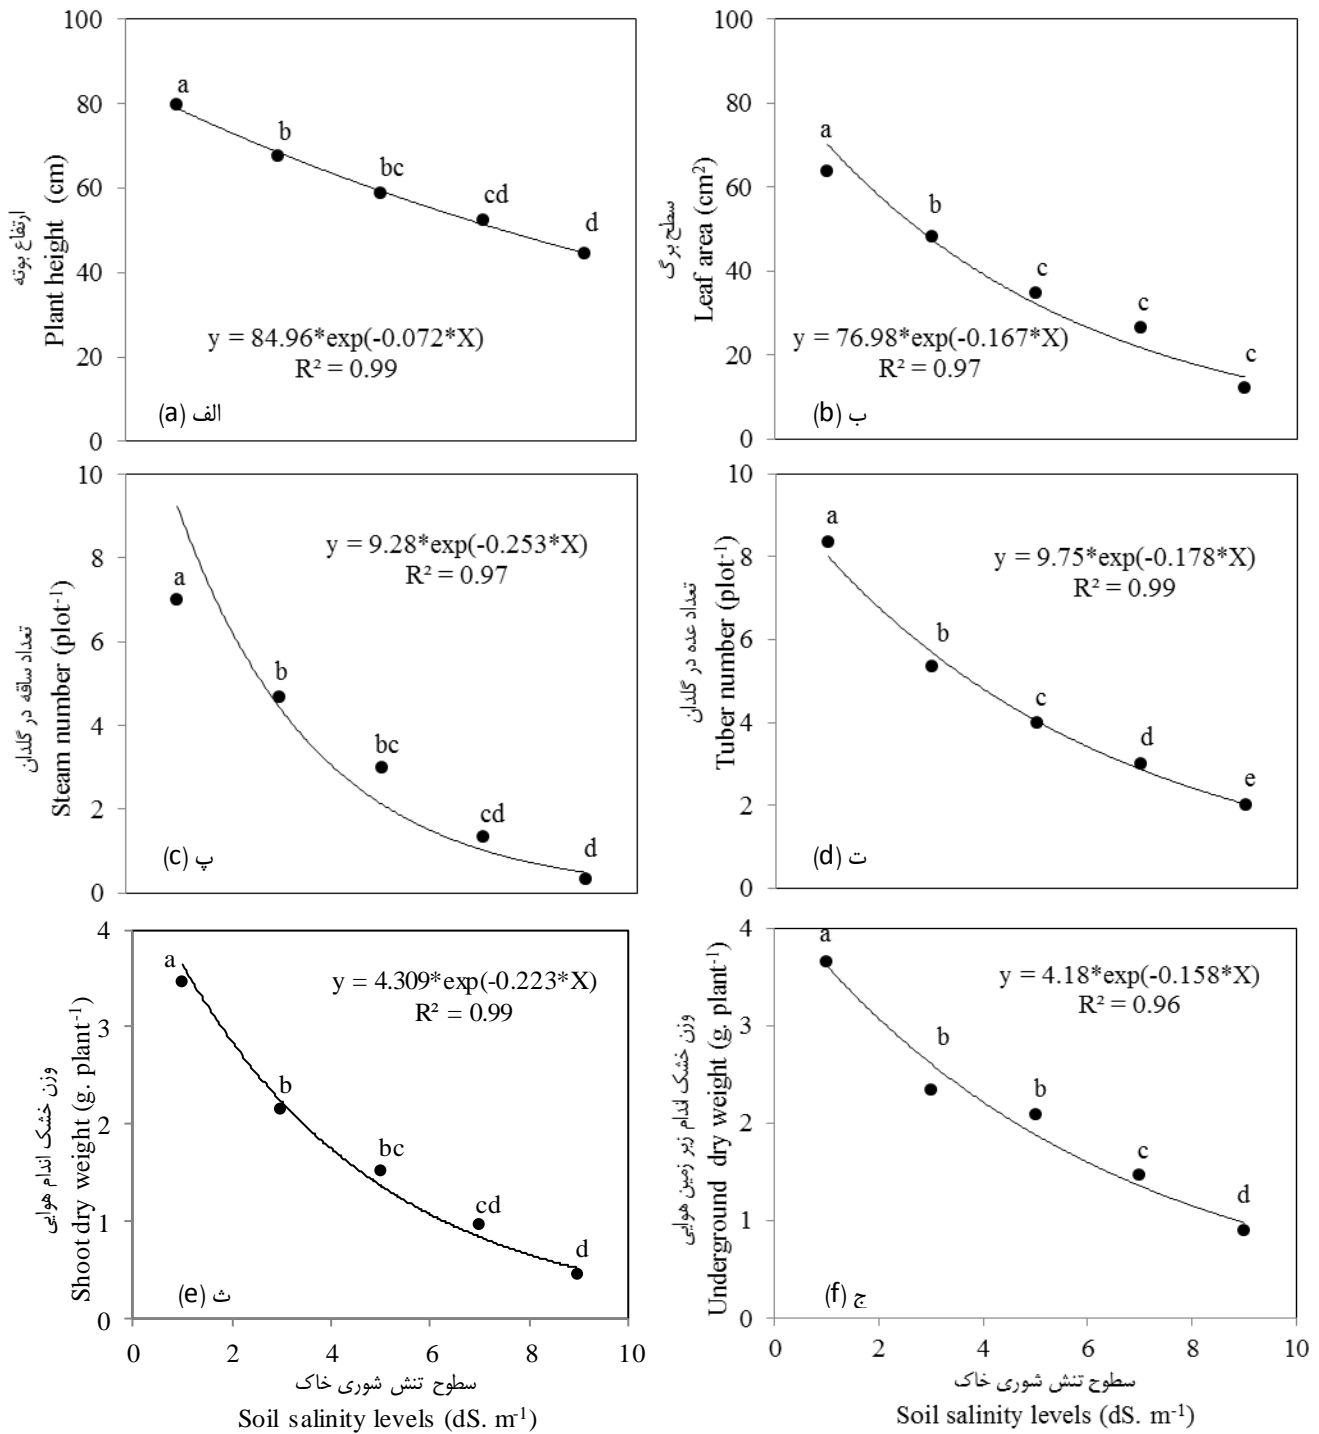 100
80
60
40
20
0
ارتفاع بوته
Plant height (cm)
a
b
bc
cd
d
y = 84.96*exp(-0.072*X)
R² = 0.99
(a) الف
100
80
60
40
20
0
سطح برگ
Leaf area (cm²)
a
b
c
c
c
y = 76.98*exp(-0.167*X)
R² = 0.97
(b) ب
10
8
6
4
2
0
تعداد ساقه در گلدان
Steam number (plot⁻¹)
a
b
bc
cd
d
y = 9.28*exp(-0.253*X)
R² = 0.97
(c) پ
10
8
6
4
2
0
تعداد غده در گلدان
Tuber number (plot⁻¹)
a
b
c
d
e
y = 9.75*exp(-0.178*X)
R² = 0.99
(d) ت
4
3
2
1
0
وزن خشک اندام هوایی
Shoot dry weight (g. plant⁻¹)
a
b
bc
cd
d
y = 4.309*exp(-0.223*X)
R² = 0.99
(e) ث
0 2 4 6 8 10
سطوح تنش شوری خاک
Soil salinity levels (dS. m⁻¹)
4
3
2
1
0
وزن خشک اندام زیر زمین هوایی
Underground dry weight (g. plant⁻¹)
a
b
b
c
d
y = 4.18*exp(-0.158*X)
R² = 0.96
(f) ج
0 2 4 6 8 10
سطوح تنش شوری خاک
Soil salinity levels (dS. m⁻¹)